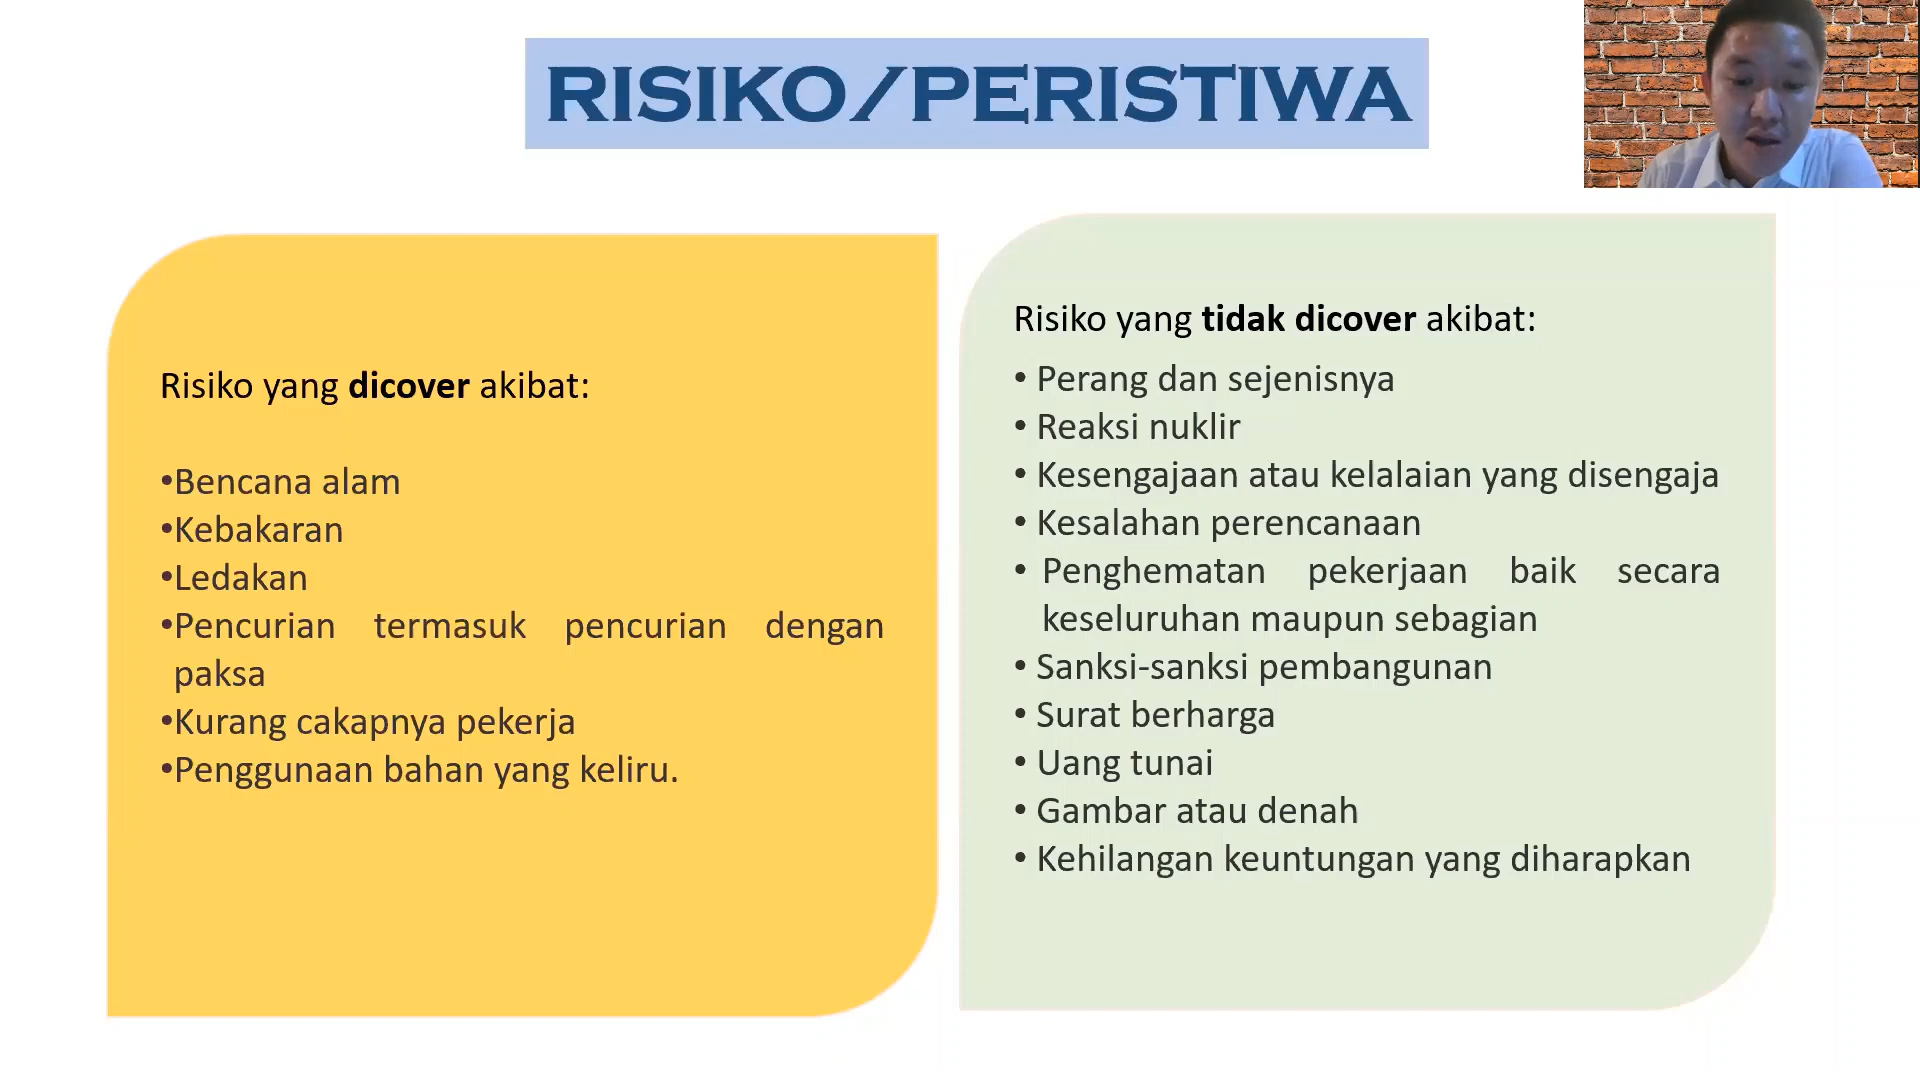 RISIKO/PERISTIWA
Risiko yang dicover akibat:
•Bencana alam
•Kebakaran
•Ledakan
•Pencurian termasuk pencurian dengan
paksa
•Kurang cakapnya pekerja
•Penggunaan bahan yang keliru.
Risiko yang tidak dicover akibat:
• Perang dan sejenisnya
• Reaksi nuklir
• Kesengajaan atau kelalaian yang disengaja
• Kesalahan perencanaan
• Penghematan pekerjaan baik secara
keseluruhan maupun sebagian
• Sanksi-sanksi pembangunan
• Surat berharga
• Uang tunai
• Gambar atau denah
• Kehilangan keuntungan yang diharapkan